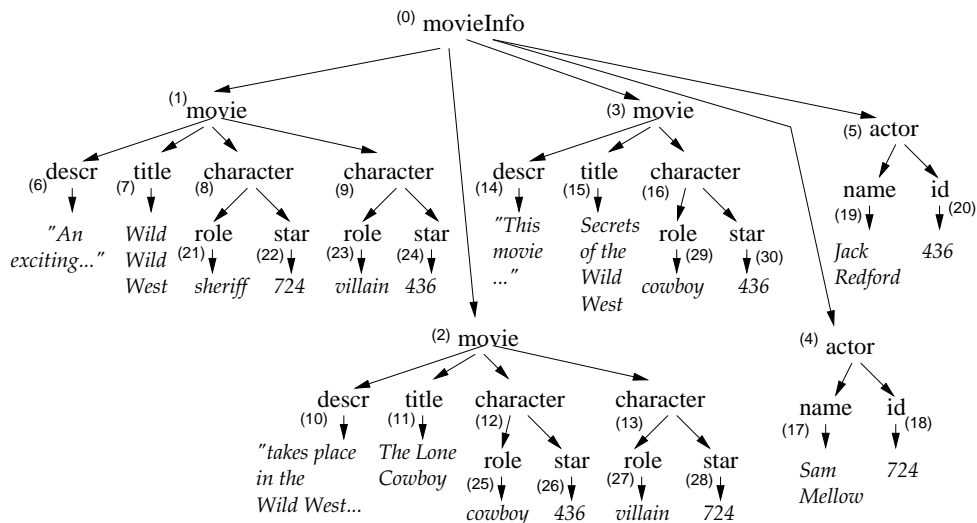 (0) movieInfo
(1) movie
(3) movie
(5) actor
(6) descr
(7) title
(8) character
(9) character
(14) descr
(15) title
(16) character
name
(19)
id
(20)
"An
exciting..."
Wild
Wild
West
role
(21)
star
(22)
role
(23)
star
(24)
sheriff
724
villain
436
"This
movie
..."
Secrets
of the
Wild
West
role
(29)
star
(30)
cowboy
436
Jack
Redford
436
(2) movie
(4) actor
descr
(10)
title
(11)
character
(12)
character
(13)
name
(17)
id
(18)
"takes place
in the
Wild West...
The Lone
Cowboy
role
(25)
star
(26)
role
(27)
star
(28)
cowboy
436
villain
724
Sam
Mellow
724